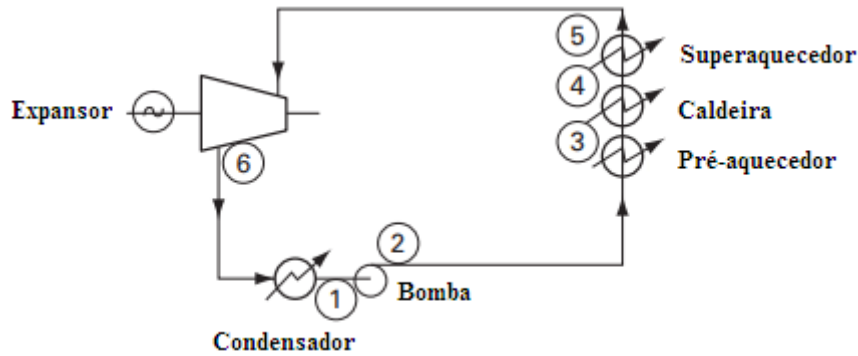 5
Superaquecedor
4
Expansor
Caldeira
3
Pré-aquecedor
6
2
1
Bomba
Condensador